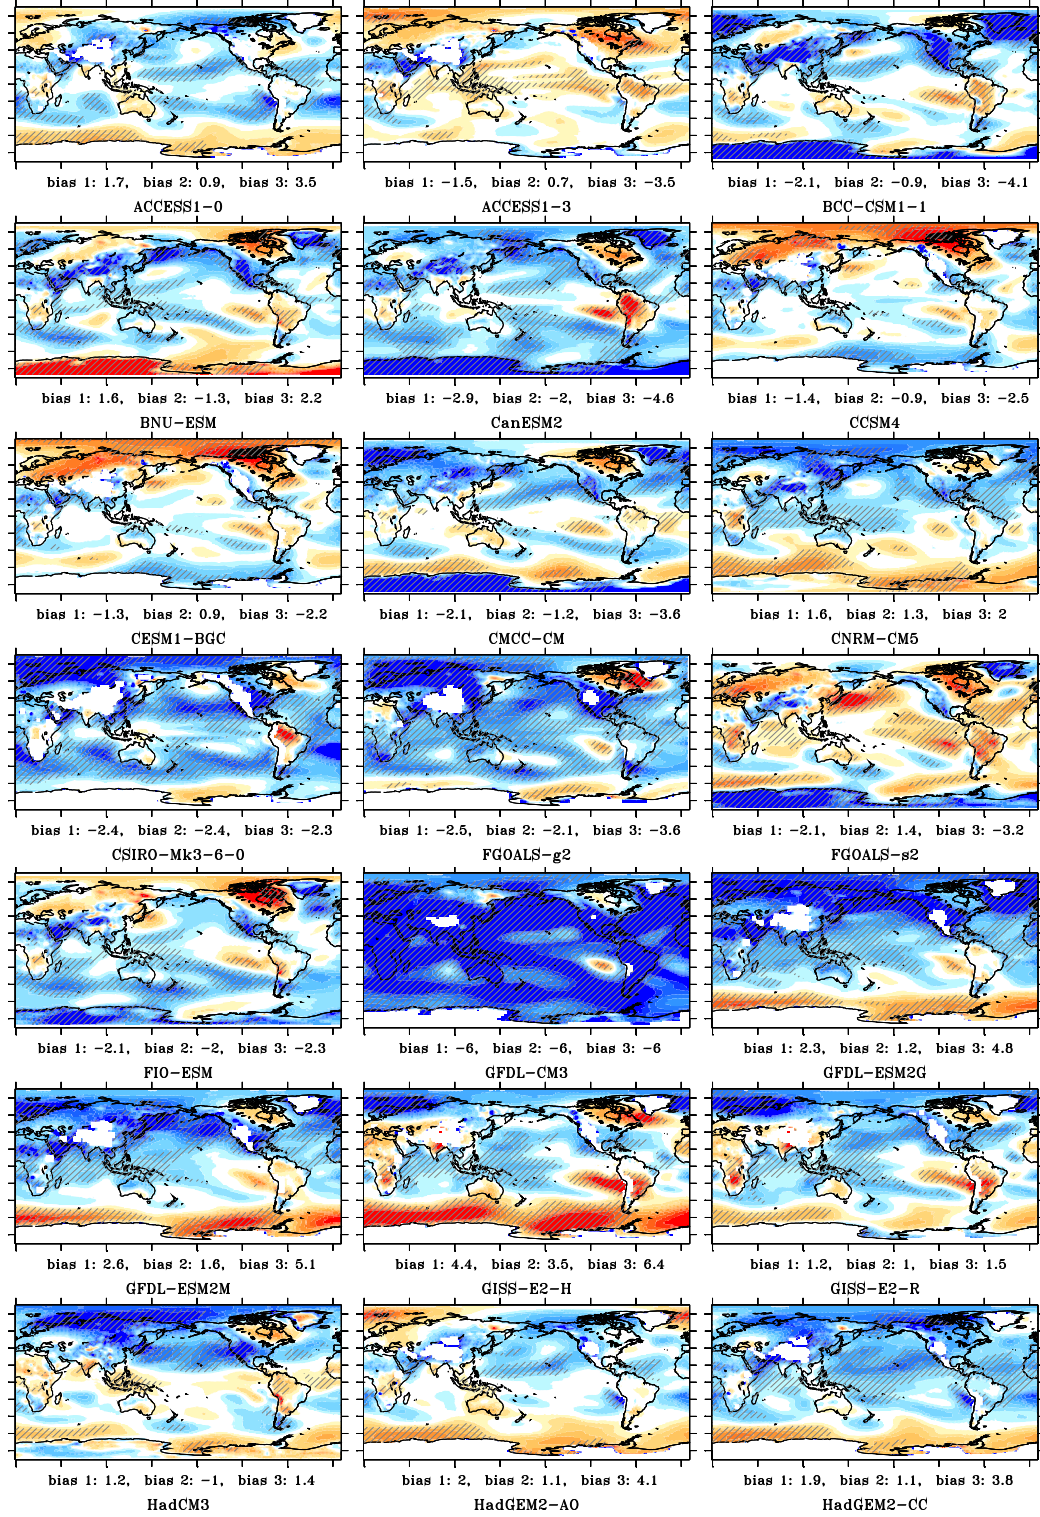 bias 1: 1.7, bias 2: 0.9, bias 3: 3.5
bias 1: −1.5, bias 2: 0.7, bias 3: −3.5
bias 1: −2.1, bias 2: −0.9, bias 3: −4.1
ACCESS1−0
ACCESS1−3
BCC−CSM1−1
bias 1: 1.6, bias 2: −1.3, bias 3: 2.2
bias 1: −2.9, bias 2: −2, bias 3: −4.6
bias 1: −1.4, bias 2: −0.9, bias 3: −2.5
BNU−ESM
CanESM2
CCSM4
bias 1: −1.3, bias 2: 0.9, bias 3: −2.2
bias 1: −2.1, bias 2: −1.2, bias 3: −3.6
bias 1: 1.6, bias 2: 1.3, bias 3: 2
CESM1−BGC
CMCC−CM
CNRM−CM5
bias 1: −2.4, bias 2: −2.4, bias 3: −2.3
bias 1: −2.5, bias 2: −2.1, bias 3: −3.6
bias 1: −2.1, bias 2: 1.4, bias 3: −3.2
CSIRO−Mk3−6−0
FGOALS−g2
FGOALS−s2
bias 1: −2.1, bias 2: −2, bias 3: −2.3
bias 1: −6, bias 2: −6, bias 3: −6
bias 1: 2.3, bias 2: 1.2, bias 3: 4.8
FIO−ESM
GFDL−CM3
GFDL−ESM2G
bias 1: 2.6, bias 2: 1.6, bias 3: 5.1
bias 1: 4.4, bias 2: 3.5, bias 3: 6.4
bias 1: 1.2, bias 2: 1, bias 3: 1.5
GFDL−ESM2M
GISS−E2−H
GISS−E2−R
bias 1: 1.2, bias 2: −1, bias 3: 1.4
bias 1: 2, bias 2: 1.1, bias 3: 4.1
bias 1: 1.9, bias 2: 1.1, bias 3: 3.8
HadCM3
HadGEM2−AO
HadGEM2−CC